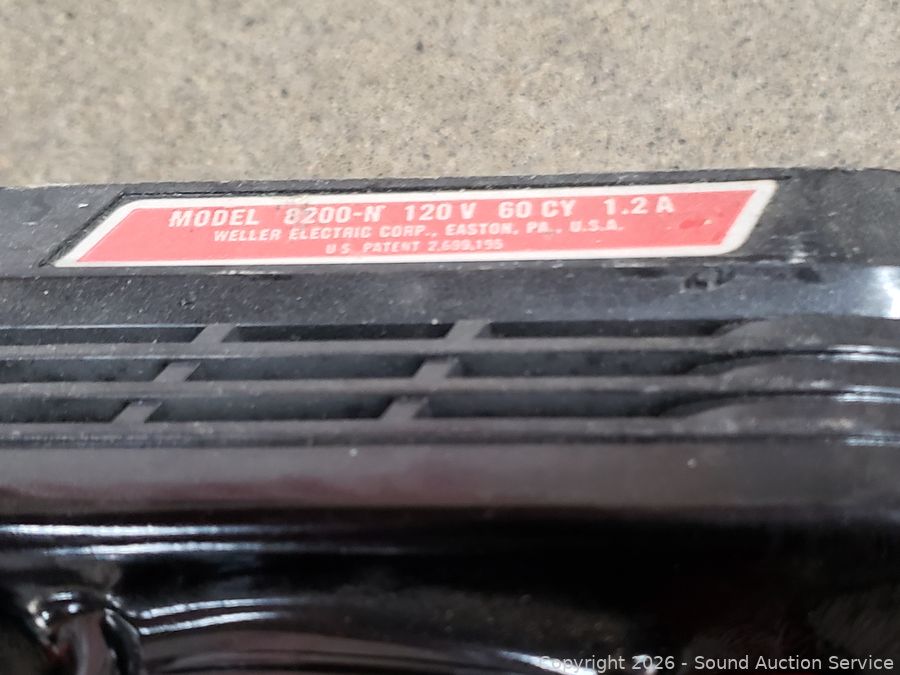 MODEL 8200-N 120 V 60 CY 1.2 A
WELLER ELECTRIC CORP., EASTON, PA., U.S.A.
U.S. PATENT 2,699,195
Copyright 2026 - Sound Auction Service